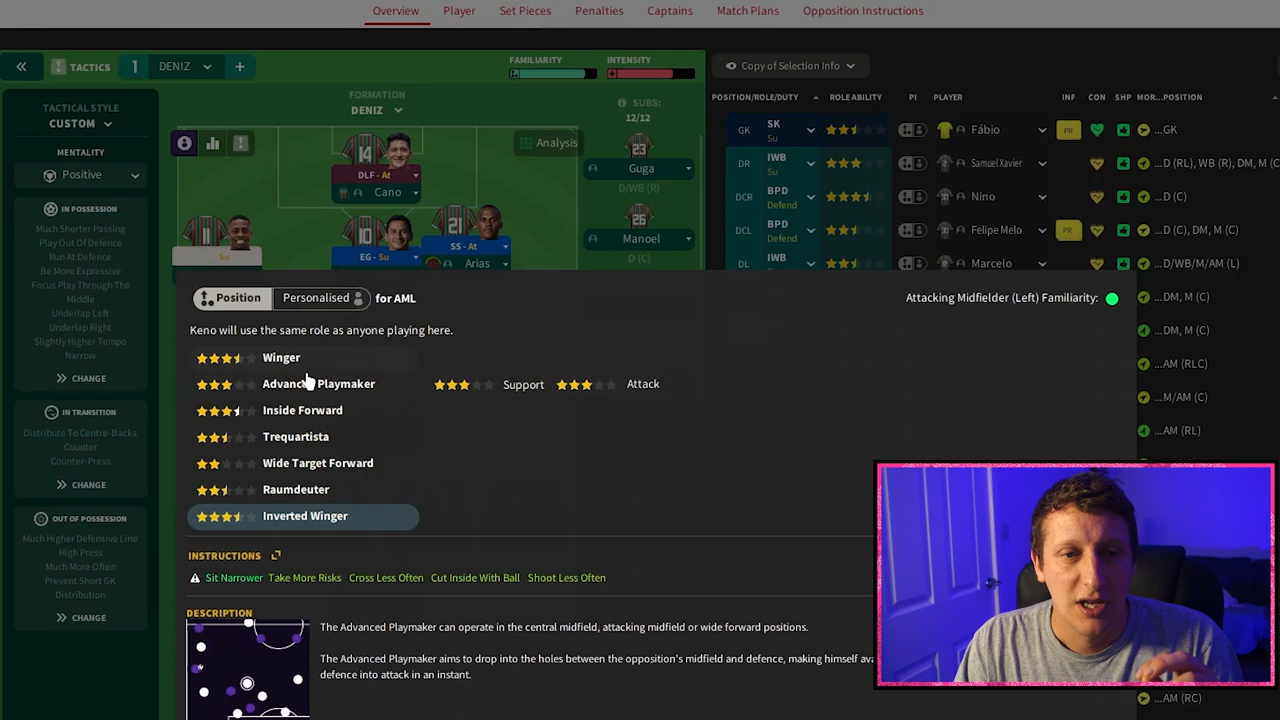 Overview Player Set Pieces Penalties Captains Match Plans Opposition Instructions
TACTICS 1 DENIZ
FAMILIARITY INTENSITY
Copy of Selection Info
TACTICAL STYLE
CUSTOM
MENTALITY
Positive
IN POSSESSION
Much Shorter Passing
Play Out Of Defence
Run At Defence
Be More Expressive
Focus Play Through The
Middle
Underlap Left
Underlap Right
Slightly Higher Tempo
Narrow
CHANGE
IN TRANSITION
Distribute To Centre-Backs
Counter
Counter-Press
CHANGE
OUT OF POSSESSION
Much Higher Defensive Line
High Press
Much More Often
Prevent Short GK
Distribution
CHANGE
FORMATION
DENIZ
Analysis
14
DLF - At
Cano
11
Su
10
EG - Su
21
SS - At
Arias
SUBS:
12/12
23
Guga
D/WB (R)
26
Manoel
D (C)
POSITION/ROLE/DUTY ROLE ABILITY PI PLAYER INF CON SHP MOR... POSITION
GK SK Su Fábio PR ...GK
DR IWB Su Samuel Xavier ...D (RL), WB (R), DM, M (
DCR BPD Defend Nino ...D (C)
DCL BPD Defend Felipe Melo PR ...D (C), DM, M (C)
DL IWB Marcelo ...D/WB/M/AM (L)
...DM, M (C)
...DM, M (C)
...AM (RLC)
...M/AM (C)
...AM (RL)
...AM (RC)
Position Personalised for AML
Attacking Midfielder (Left) Familiarity:
Keno will use the same role as anyone playing here.
Winger
Advanced Playmaker Support Attack
Inside Forward
Trequartista
Wide Target Forward
Raumdeuter
Inverted Winger
INSTRUCTIONS
Sit Narrower Take More Risks Cross Less Often Cut Inside With Ball Shoot Less Often
DESCRIPTION
The Advanced Playmaker can operate in the central midfield, attacking midfield or wide forward positions.
The Advanced Playmaker aims to drop into the holes between the opposition's midfield and defence, making himself
defence into attack in an instant.